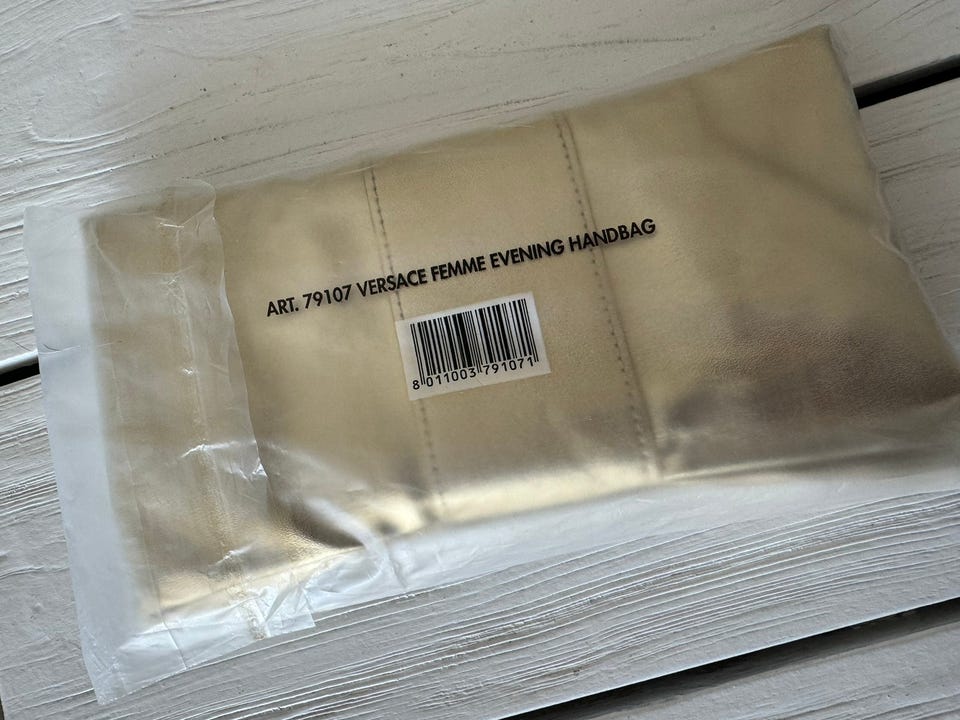 ART. 79107 VERSACE FEMME EVENING HANDBAG
8 011003 791071